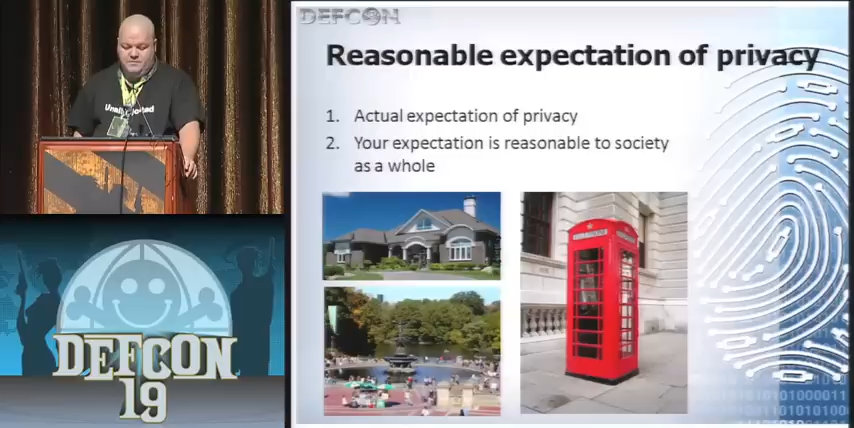 DEFCON
Reasonable expectation of privacy
1. Actual expectation of privacy
2. Your expectation is reasonable to society
as a whole
DEFCON
19